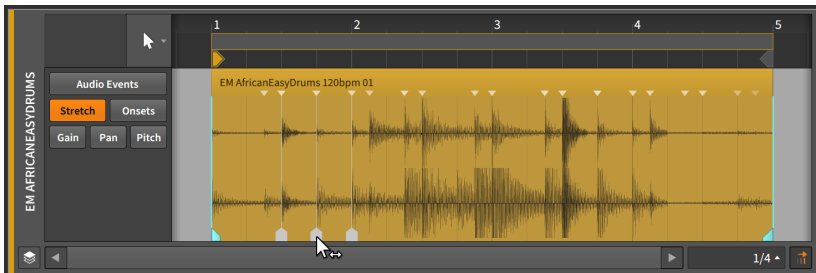 1 2 3 4 5
EM AFRICANEASYDRUMS
Audio Events
EM AfricanEasyDrums 120bpm 01
Stretch Onsets
Gain Pan Pitch
1/4